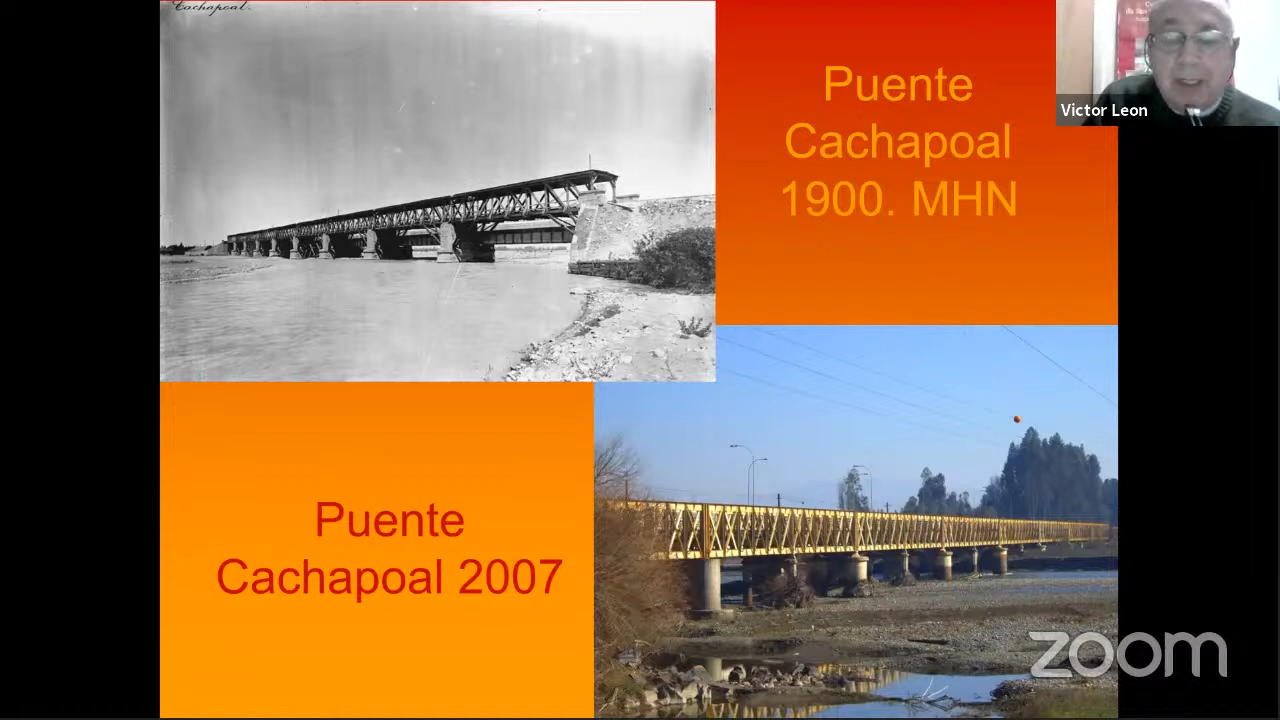 Cachapoal.
Puente
Cachapoal
1900. MHN
Victor Leon
Puente
Cachapoal 2007
zoom